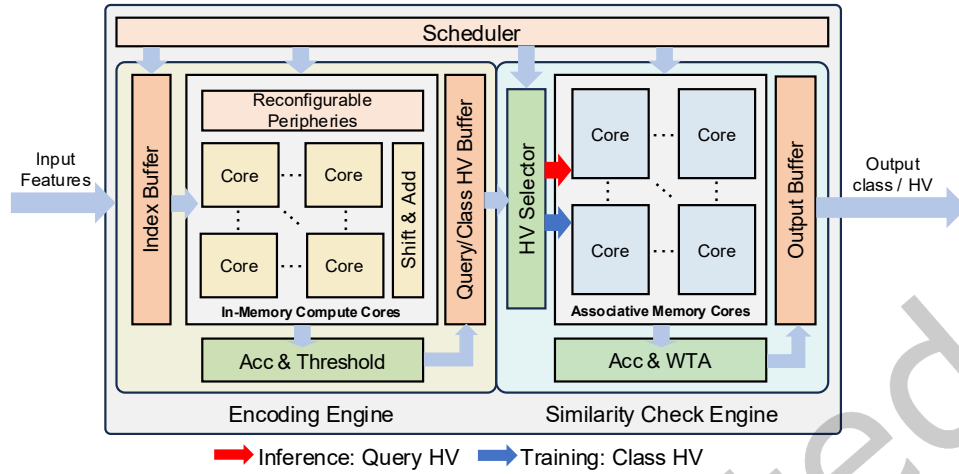 Scheduler
Input
Features
Index Buffer
Reconfigurable
Peripheries
Core
Core
Core
Core
Shift & Add
In-Memory Compute Cores
Acc & Threshold
Query/Class HV Buffer
Encoding Engine
HV Selector
Core
Core
Core
Core
Associative Memory Cores
Acc & WTA
Output Buffer
Similarity Check Engine
Output
class / HV
Inference: Query HV
Training: Class HV